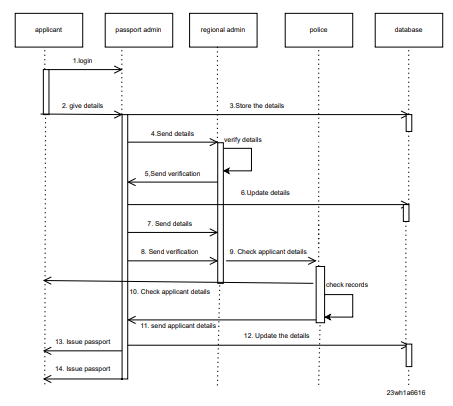 applicant
passport admin
regional admin
police
database
1.login
2. give details
3.Store the details
4.Send details
verify details
5,Send verification
6.Update details
7. Send details
8. Send verification
9. Check applicant details
10. Check applicant details
check records
11. send applicant details
12. Update the details
13. Issue passport
14. Issue passport
23wh1a6616